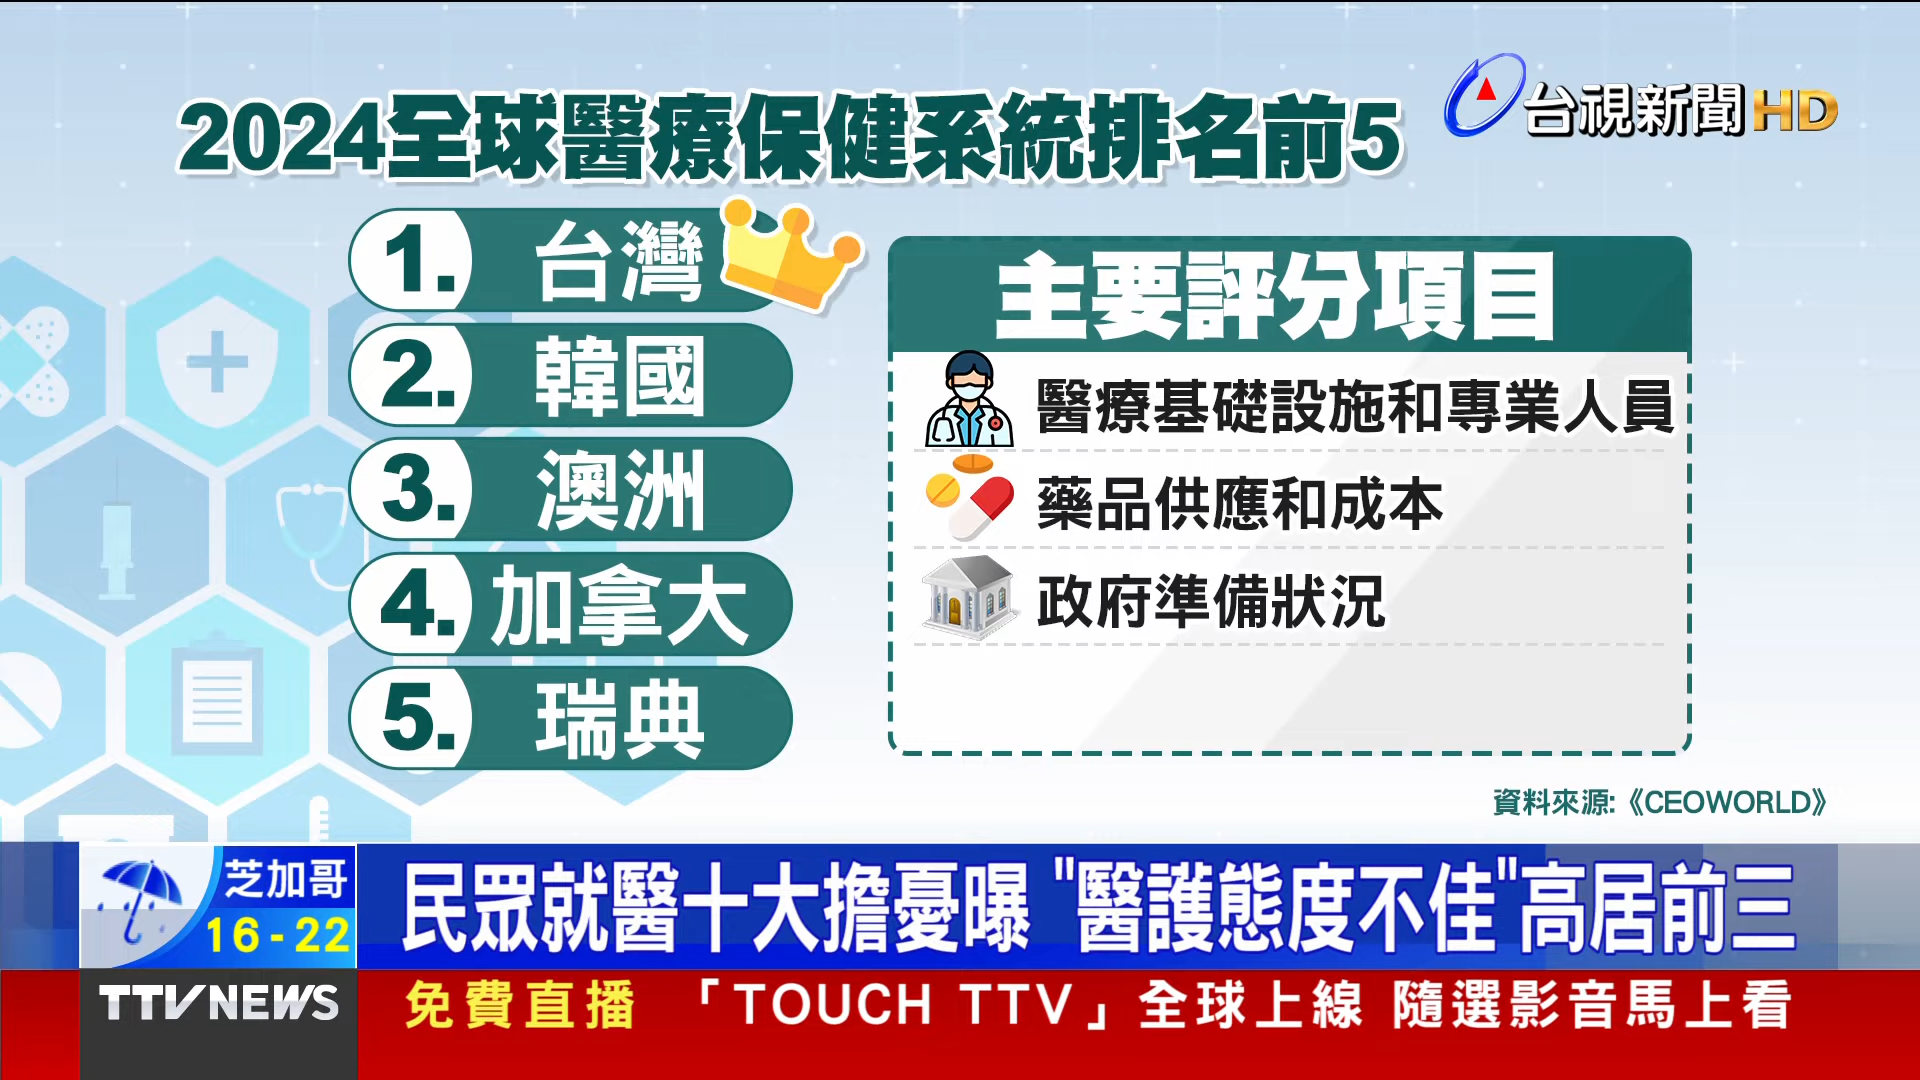 2024全球醫療保健系統排名前5
台視新聞HD
1. 台灣
2. 韓國
3. 澳洲
4. 加拿大
5. 瑞典
主要評分項目
醫療基礎設施和專業人員
藥品供應和成本
政府準備狀況
資料來源:《CEOWORLD》
芝加哥
16-22
民眾就醫十大擔憂曝 "醫護態度不佳"高居前三
TTV NEWS
免費直播 「TOUCH TTV」全球上線 隨選影音馬上看